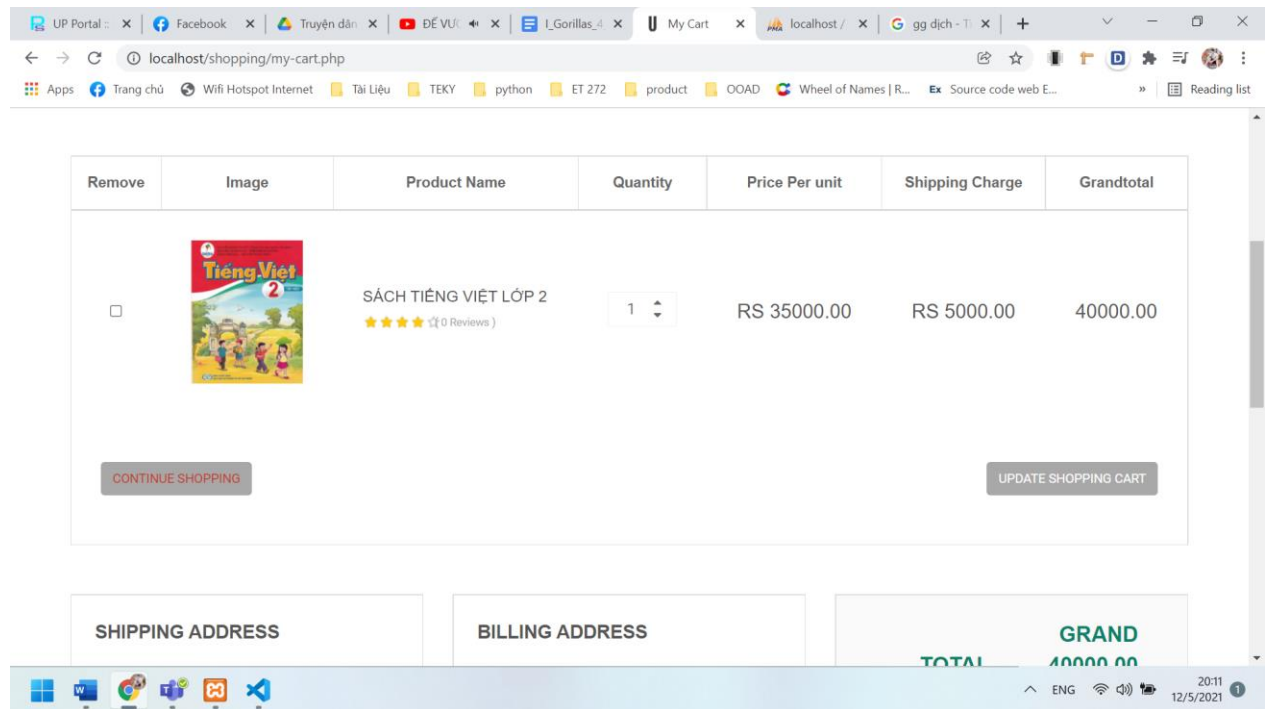 UP Portal ::
Facebook
Truyện dân
ĐẾ VƯƠ
I_Gorillas_4
My Cart
localhost /
gg dịch - Tì
localhost/shopping/my-cart.php
Apps
Trang chủ
Wifi Hotspot Internet
Tài Liệu
TEKY
python
ET 272
product
OOAD
Wheel of Names | R...
Ex Source code web E...
»
Reading list
Remove Image Product Name Quantity Price Per unit Shipping Charge Grandtotal
Tiếng Việt
2
SÁCH TIẾNG VIỆT LỚP 2
( 0 Reviews )
1
RS 35000.00
RS 5000.00
40000.00
CONTINUE SHOPPING
UPDATE SHOPPING CART
SHIPPING ADDRESS
BILLING ADDRESS
GRAND
TOTAL 40000.00
ENG
20:11
12/5/2021
1